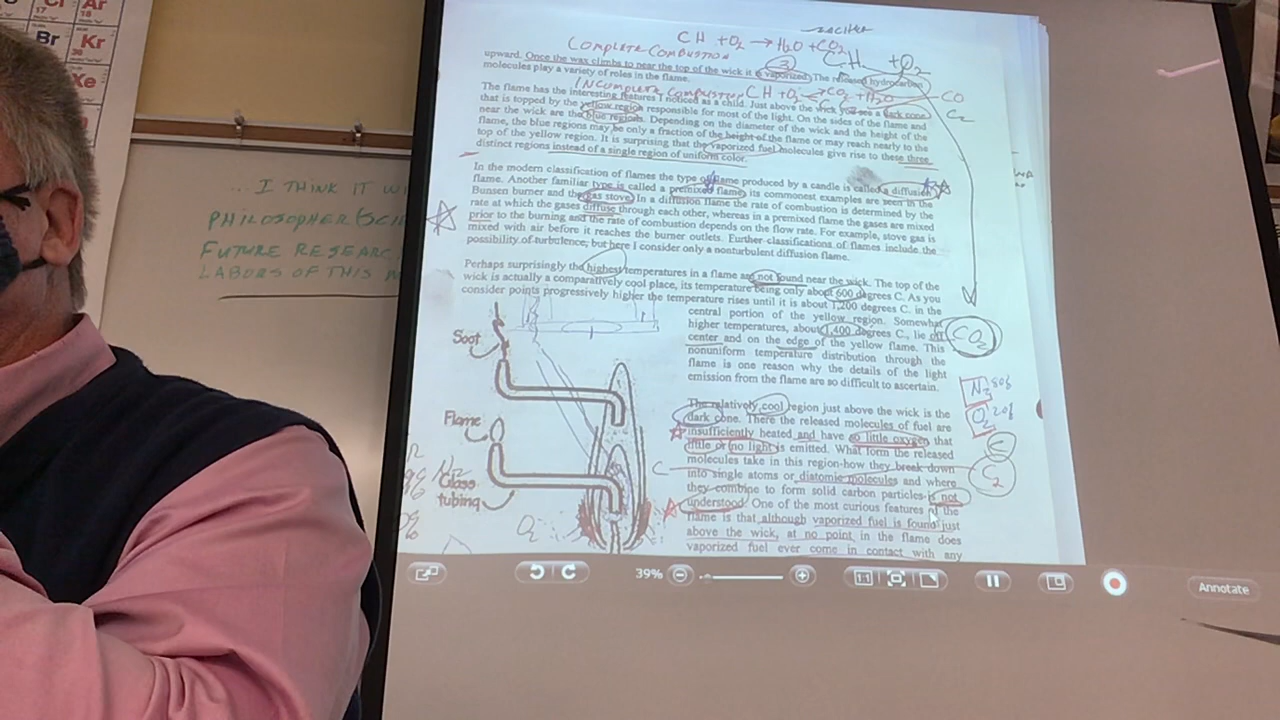 Cl
Ar
17
18
Br
Kr
36
Xe
... I THINK IT WI
PHILOSOPHER (SCI
FUTURE RESEARC
LABORS OF THIS
CH + O2 → H2O + CO2
COMPLETE COMBUSTION
CH + O2
upward. Once the wax climbs to near the top of the wick it is vaporized. The released hydrocarbon
molecules play a variety of roles in the flame.
INCOMPLETE COMBUSTION CH + O2 → CO2 + H2O CO
C2
The flame has the interesting features I noticed as a child. Just above the wick you see a dark cone
that is topped by the yellow region responsible for most of the light. On the sides of the flame and
near the wick are the blue regions. Depending on the diameter of the wick and the height of the
flame, the blue regions may be only a fraction of the height of the flame or may reach nearly to the
top of the yellow region. It is surprising that the vaporized fuel molecules give rise to these three
distinct regions instead of a single region of uniform color.
In the modern classification of flames the type of flame produced by a candle is called a diffusion
flame. Another familiar type is called a premixed flame; its commonest examples are seen in the
Bunsen burner and the gas stove. In a diffusion flame the rate of combustion is determined by the
rate at which the gases diffuse through each other, whereas in a premixed flame the gases are mixed
prior to the burning and the rate of combustion depends on the flow rate. For example, stove gas is
mixed with air before it reaches the burner outlets. Further classifications of flames include the
possibility of turbulence, but here I consider only a nonturbulent diffusion flame.
Perhaps surprisingly the highest temperatures in a flame are not found near the wick. The top of the
wick is actually a comparatively cool place, its temperature being only about 600 degrees C. As you
consider points progressively higher the temperature rises until it is about 1,200 degrees C. in the
central portion of the yellow region. Somewhat
higher temperatures, about 1,400 degrees C., lie off
center and on the edge of the yellow flame. This
nonuniform temperature distribution through the
flame is one reason why the details of the light
emission from the flame are so difficult to ascertain.
CO2
N2 80%
O2 20%
C
C2
The relatively cool region just above the wick is the
dark cone. There the released molecules of fuel are
insufficiently heated and have so little oxygen that
little or no light is emitted. What form the released
molecules take in this region-how they break down
into single atoms or diatomic molecules and where
they combine to form solid carbon particles-is not
understood. One of the most curious features of the
flame is that although vaporized fuel is found just
above the wick, at no point in the flame does
vaporized fuel ever come in contact with any
Soot
Flame
Glass
tubing
N2
O2
C
39%
1:1
Annotate